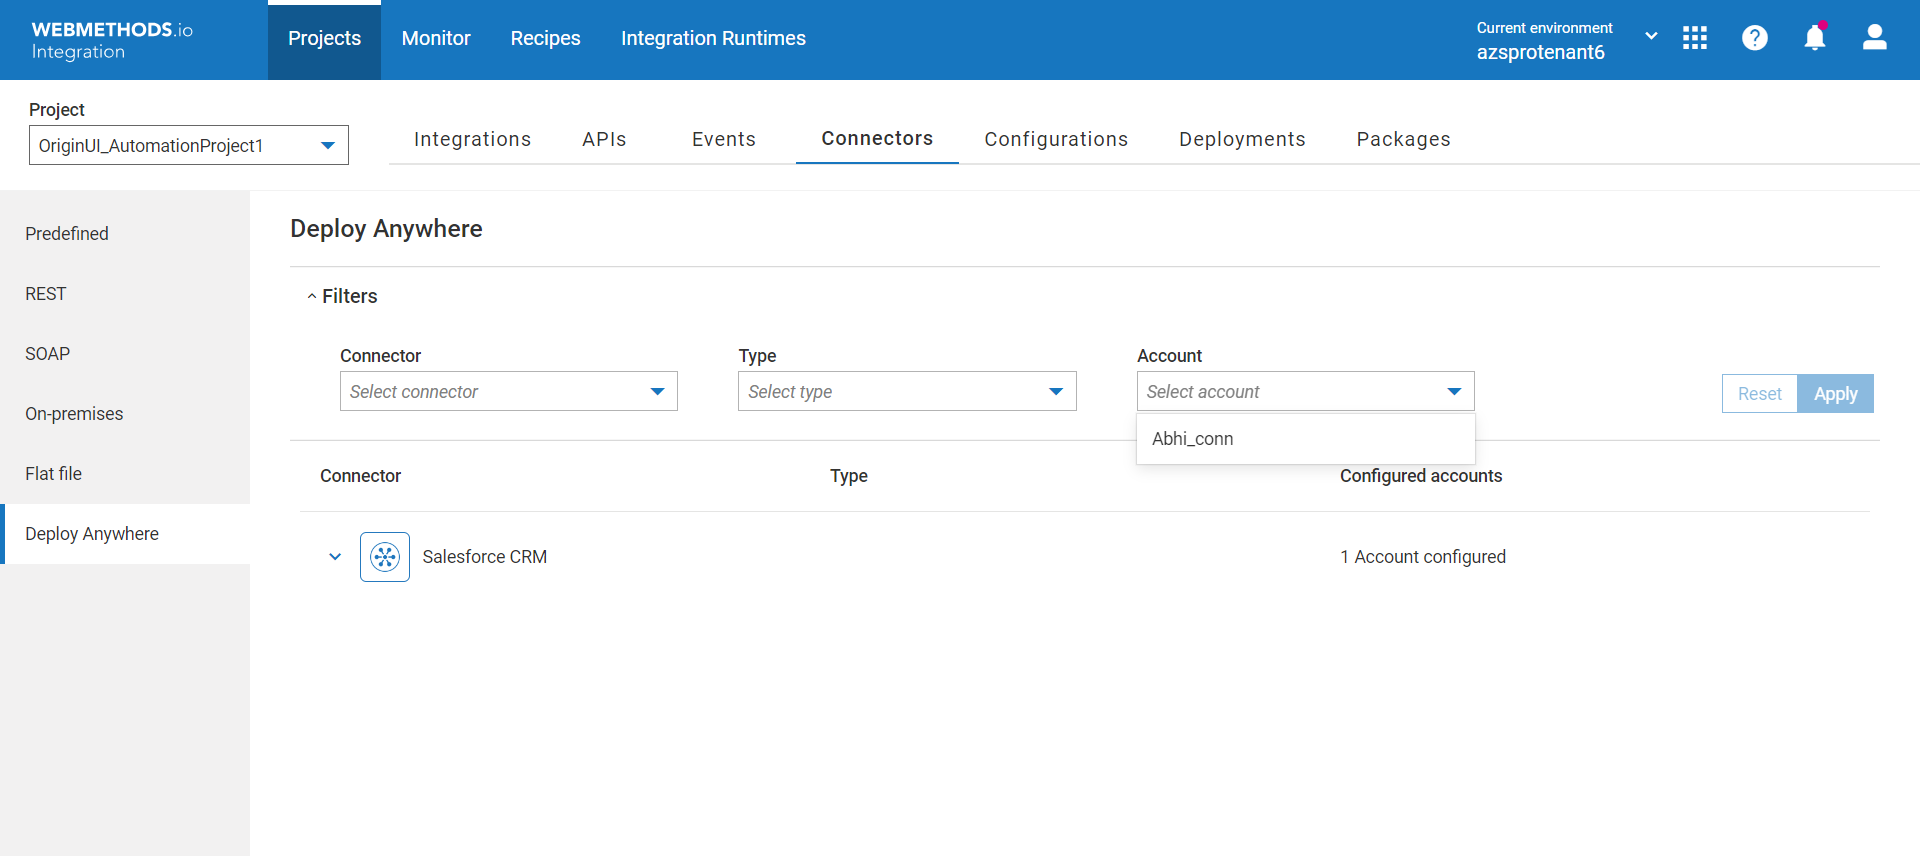 WEBMETHODS.io
Integration
Projects
Monitor
Recipes
Integration Runtimes
Current environment
azsprotenant6
Project
OriginUI_AutomationProject1
Integrations
APIs
Events
Connectors
Configurations
Deployments
Packages
Predefined
REST
SOAP
On-premises
Flat file
Deploy Anywhere
Deploy Anywhere
Filters
Connector
Type
Account
Select connector
Select type
Select account
Reset
Apply
Abhi_conn
Connector
Type
Configured accounts
Salesforce CRM
1 Account configured